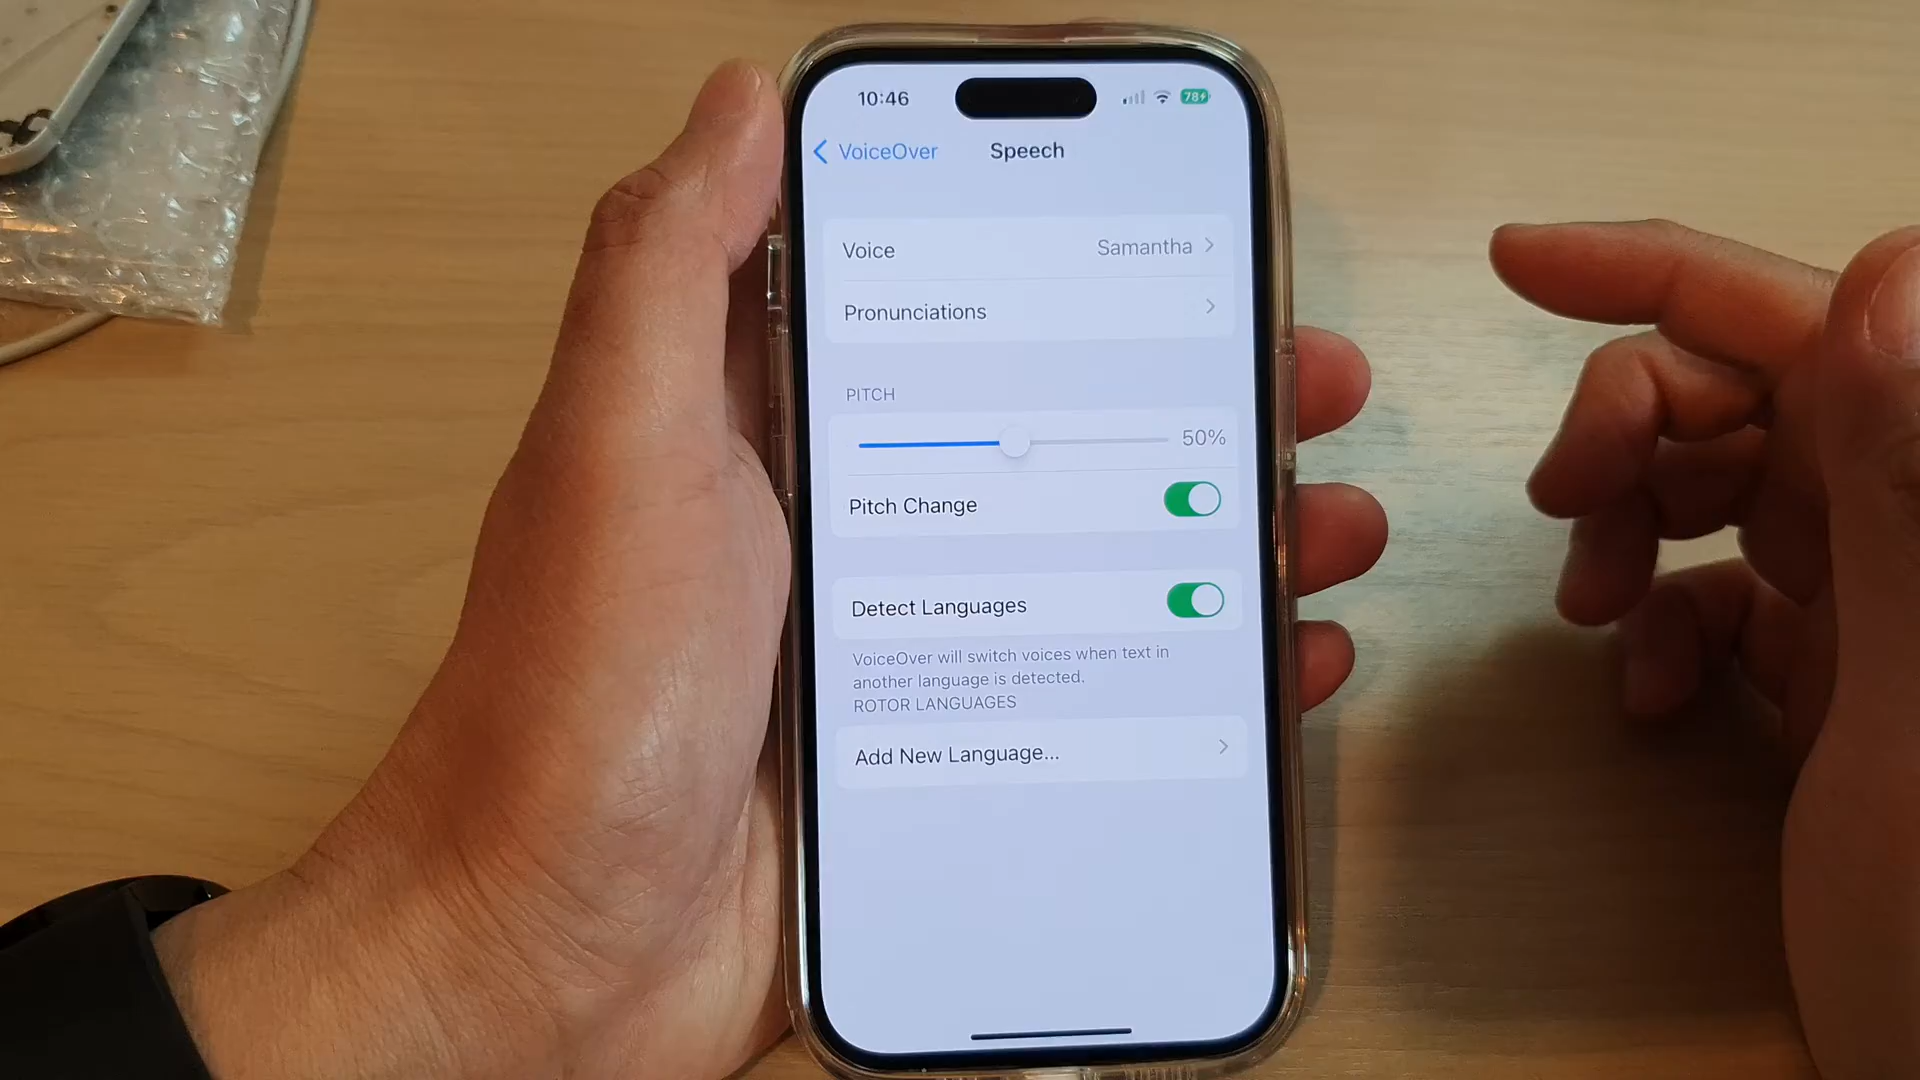 10:46
78
VoiceOver
Speech
Voice
Samantha
Pronunciations
PITCH
50%
Pitch Change
Detect Languages
VoiceOver will switch voices when text in
another language is detected.
ROTOR LANGUAGES
Add New Language...